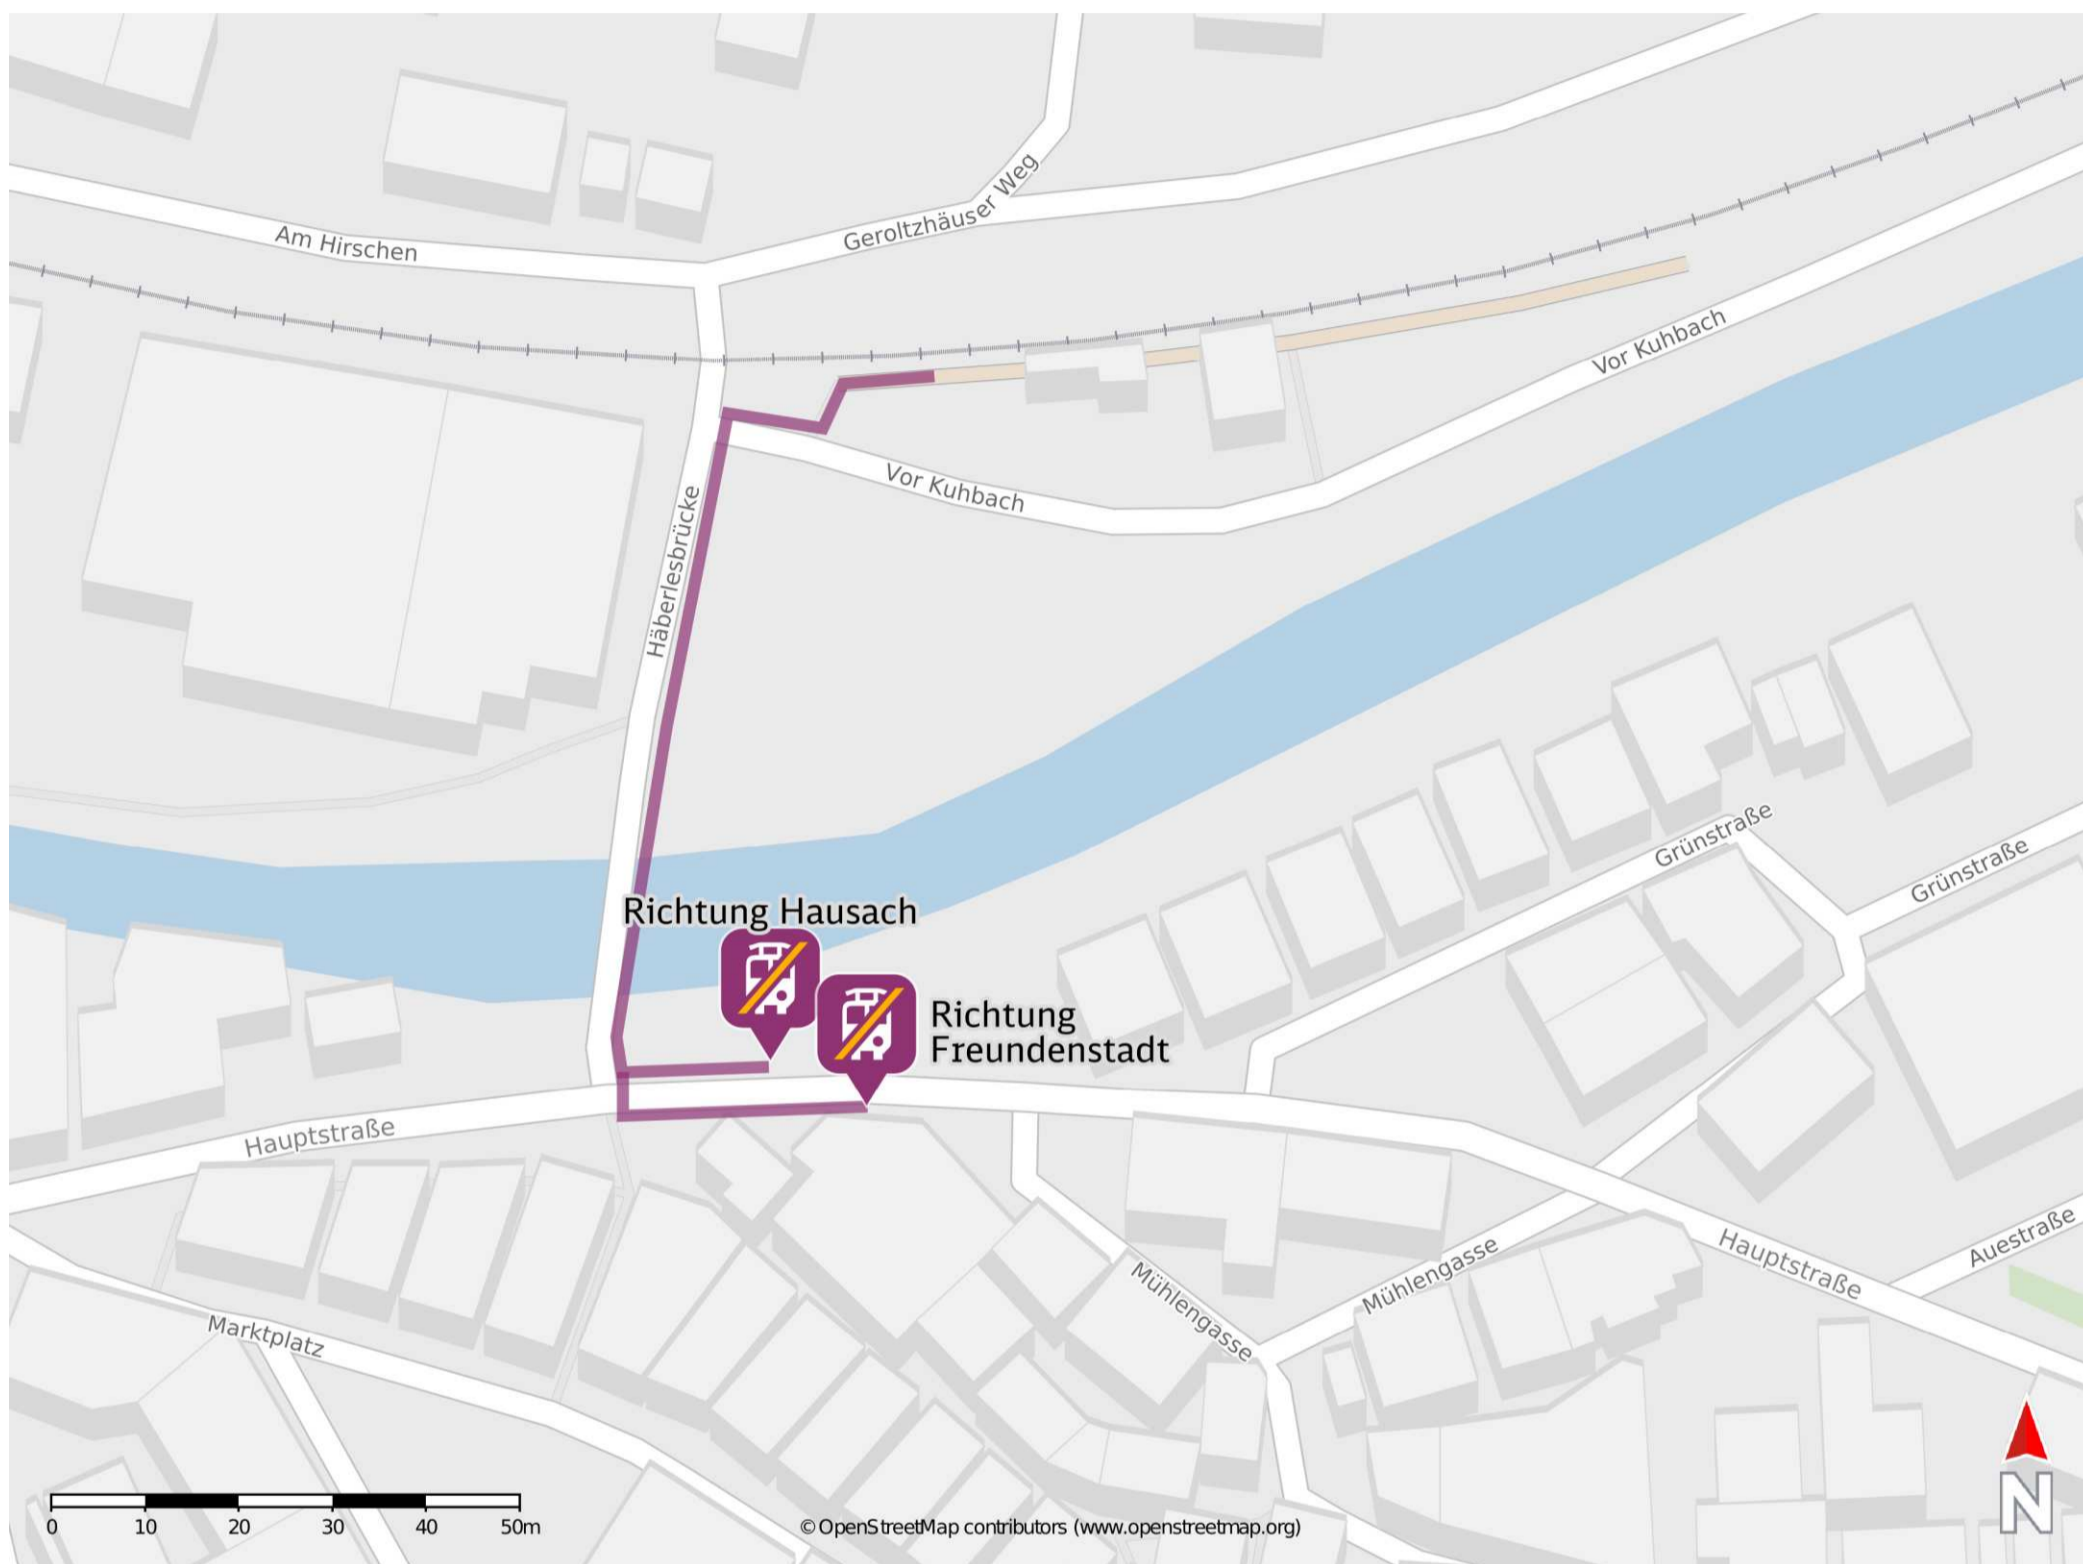 Am Hirschen
Geroltzhäuser Weg
Vor Kuhbach
Vor Kuhbach
Häberlesbrücke
Grünstraße
Grünstraße
Richtung Hausach
Richtung
Freundenstadt
Hauptstraße
Hauptstraße
Auestraße
Mühlengasse
Mühlengasse
Marktplatz
0 10 20 30 40 50m
© OpenStreetMap contributors (www.openstreetmap.org)
N